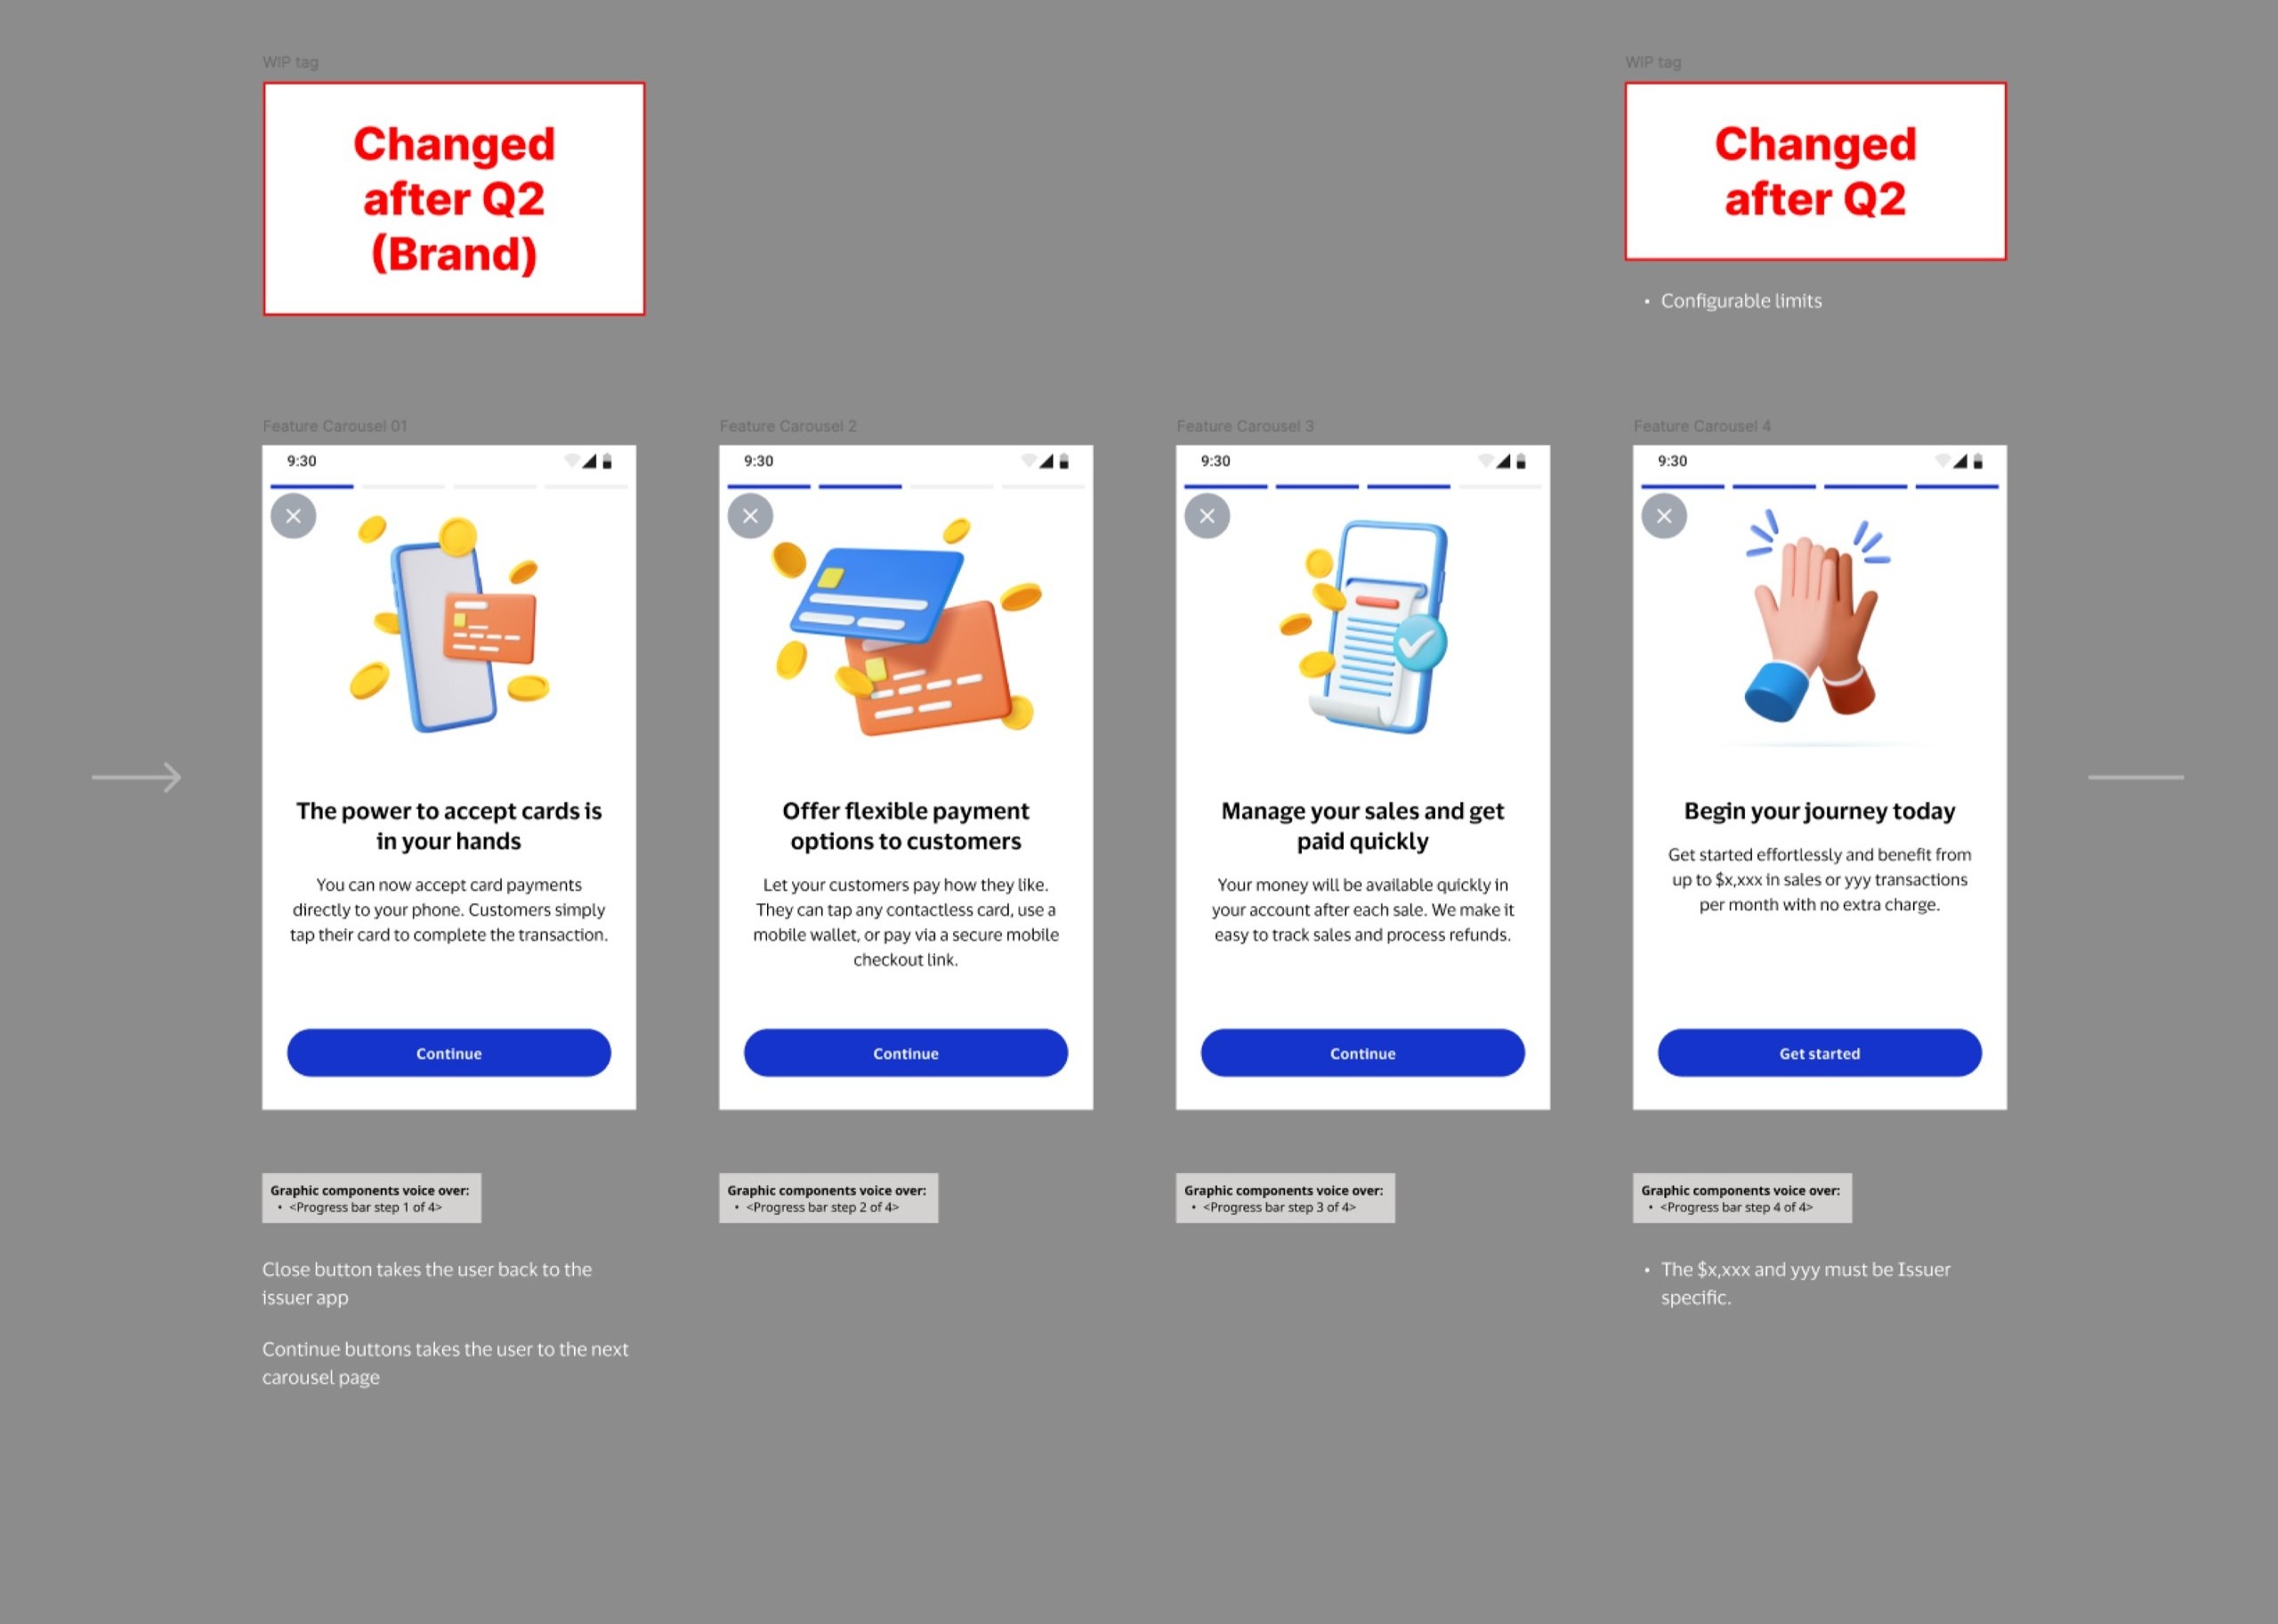 WIP tag
Changed
after Q2
(Brand)
WIP tag
Changed
after Q2
• Configurable limits
Feature Carousel 01
9:30
The power to accept cards is
in your hands
You can now accept card payments
directly to your phone. Customers simply
tap their card to complete the transaction.
Continue
Graphic components voice over:
• <Progress bar step 1 of 4>
Close button takes the user back to the
issuer app
Continue buttons takes the user to the next
carousel page
Feature Carousel 2
9:30
Offer flexible payment
options to customers
Let your customers pay how they like.
They can tap any contactless card, use a
mobile wallet, or pay via a secure mobile
checkout link.
Continue
Graphic components voice over:
• <Progress bar step 2 of 4>
Feature Carousel 3
9:30
Manage your sales and get
paid quickly
Your money will be available quickly in
your account after each sale. We make it
easy to track sales and process refunds.
Continue
Graphic components voice over:
• <Progress bar step 3 of 4>
Feature Carousel 4
9:30
Begin your journey today
Get started effortlessly and benefit from
up to $x,xxx in sales or yyy transactions
per month with no extra charge.
Get started
Graphic components voice over:
• <Progress bar step 4 of 4>
• The $x,xxx and yyy must be Issuer
specific.